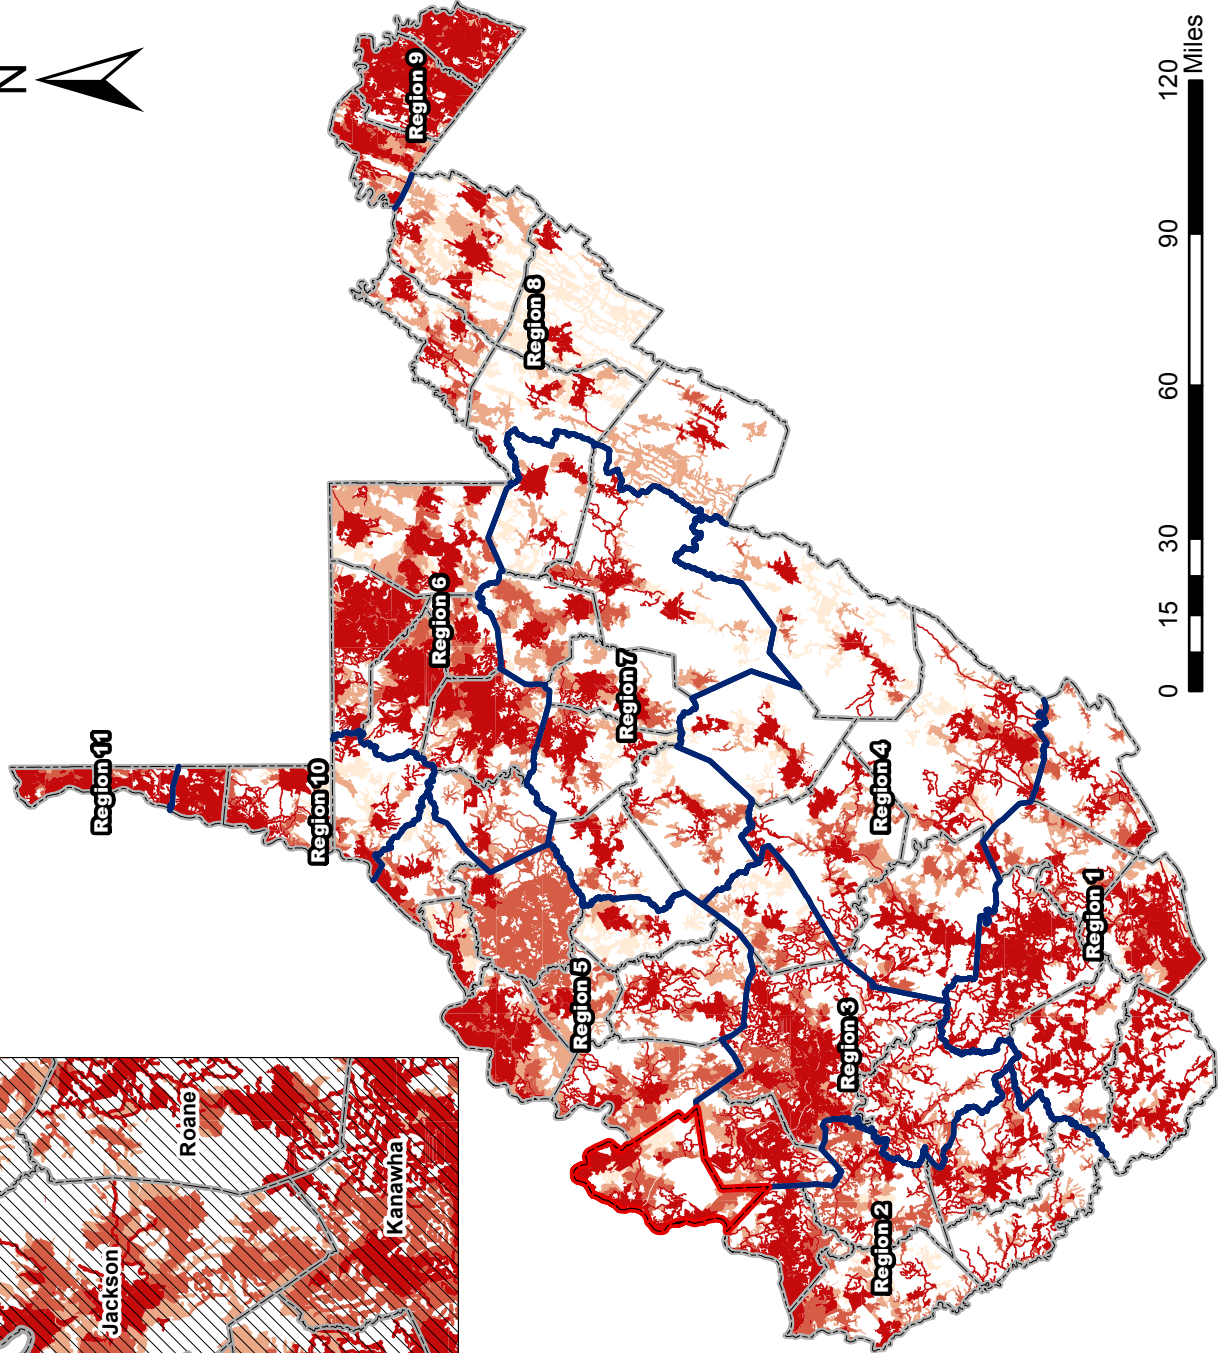 N
Region 11
Region 10
Region 9
Region 8
Region 6
Region 7
Region 5
Region 4
Region 3
Region 2
Region 1
Roane
Jackson
Kanawha
0 15 30 60 90 120
Miles